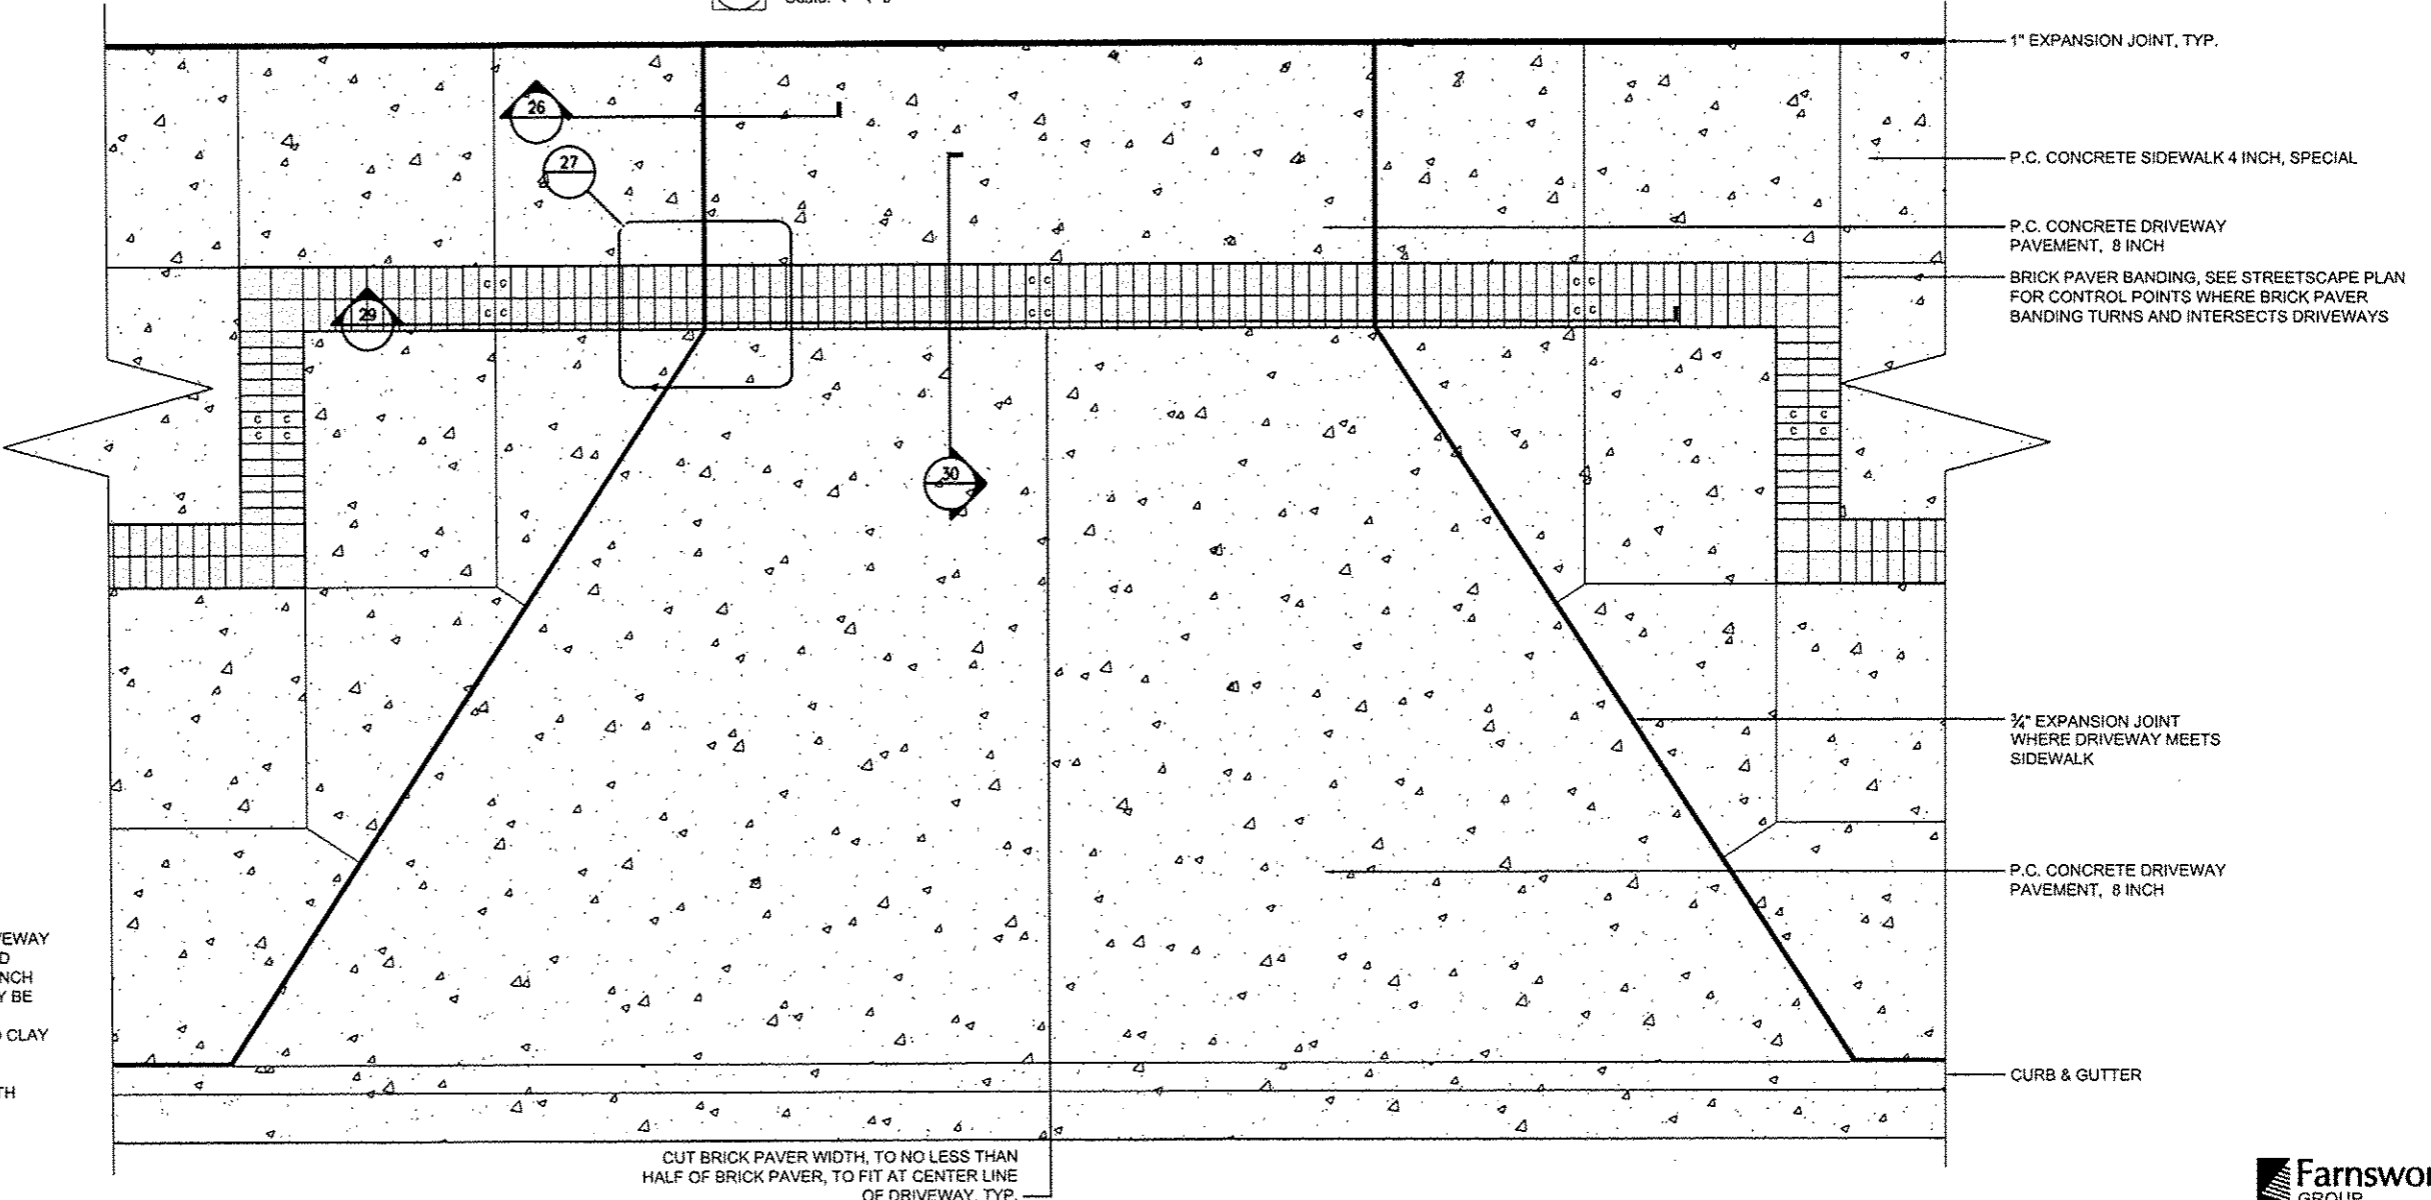 1" EXPANSION JOINT, TYP.
26
27
P.C. CONCRETE SIDEWALK 4 INCH, SPECIAL
P.C. CONCRETE DRIVEWAY
PAVEMENT, 8 INCH
BRICK PAVER BANDING, SEE STREETSCAPE PLAN
FOR CONTROL POINTS WHERE BRICK PAVER
BANDING TURNS AND INTERSECTS DRIVEWAYS
C C
C C
C C
C C
C C
C C
29
C C
C C
C C
C C
30
¾" EXPANSION JOINT
WHERE DRIVEWAY MEETS
SIDEWALK
P.C. CONCRETE DRIVEWAY
PAVEMENT, 8 INCH
CURB & GUTTER
CLAY
BE
CUT BRICK PAVER WIDTH, TO NO LESS THAN
HALF OF BRICK PAVER, TO FIT AT CENTER LINE
OF DRIVEWAY, TYP.
Farnswor
GROUP